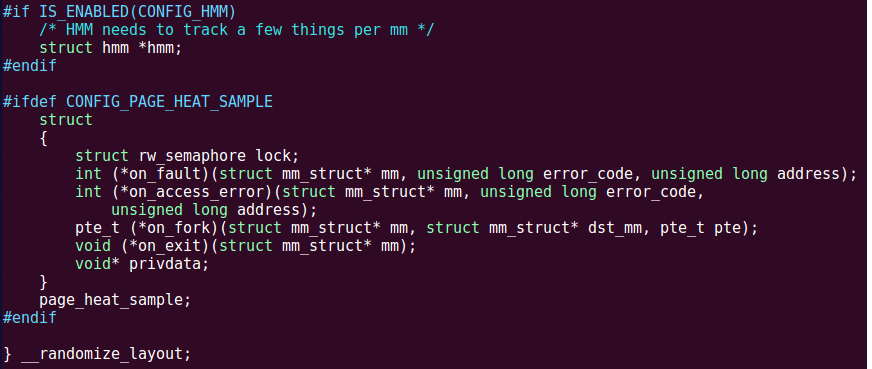 #if IS_ENABLED(CONFIG_HMM)
    /* HMM needs to track a few things per mm */
    struct hmm *hmm;
#endif

#ifdef CONFIG_PAGE_HEAT_SAMPLE
    struct
    {
        struct rw_semaphore lock;
        int (*on_fault)(struct mm_struct* mm, unsigned long error_code, unsigned long address);
        int (*on_access_error)(struct mm_struct* mm, unsigned long error_code,
            unsigned long address);
        pte_t (*on_fork)(struct mm_struct* mm, struct mm_struct* dst_mm, pte_t pte);
        void (*on_exit)(struct mm_struct* mm);
        void* privdata;
    }
    page_heat_sample;
#endif

} __randomize_layout;